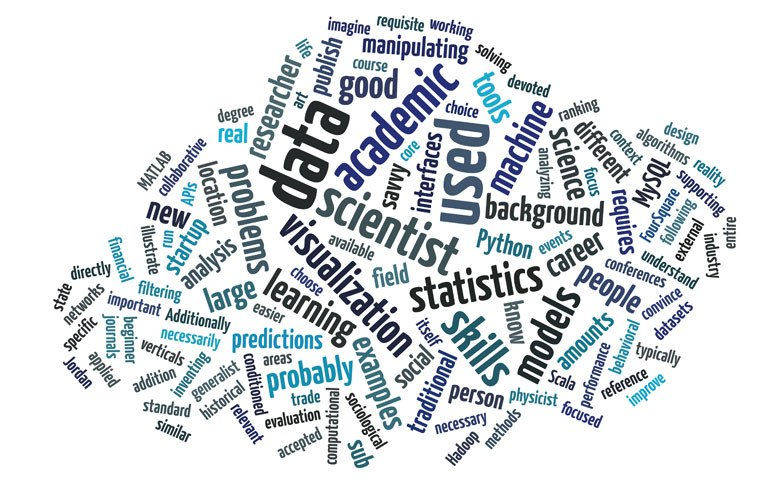 imagine
requisite
working
life
publish
manipulating
solving
course
researcher
good
academic
tools
devoted
art
data
choice
machine
ranking
degree
real
used
core
interfaces
savvy
science
different
context
algorithms
design
reality
MATLAB
collaborative
APIs
location
problems
scientist
analyzing
focus
MySQL
supporting
FourSquare
following
external
industry
entire
new
run
startup
illustrate
analysis
visualization
available
background
Python
events
career
requires
conferences
understand
financial
directly
state
networks
specific
filtering
important
Additionally
large
easier
choose
learning
field
statistics
people
convince
datasets
journals
beginner
verticals
necessarily
predictions
itself
skills
know
models
amounts
behavioral
typically
Jordan
applied
addition
inventing
generalist
historical
conditioned
areas
probably
examples
social
traditional
Scala
performance
reference
improve
standard
similar
relevant
trade
evaluation
accepted
computational
sociological
sub
person
necessary
physicist
focused
Hadoop
methods